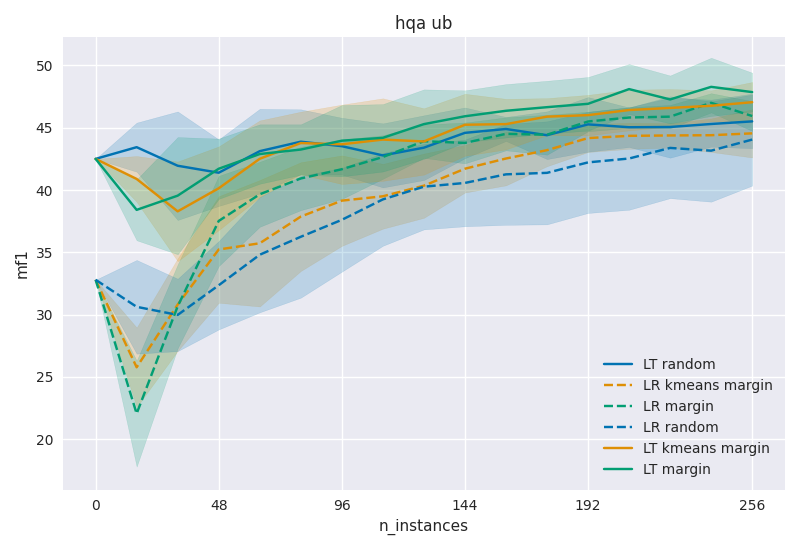 hqa ub
50
45
40
35
30
25
20
mf1
0
48
96
144
192
256
n_instances
LT random
LR kmeans margin
LR margin
LR random
LT kmeans margin
LT margin